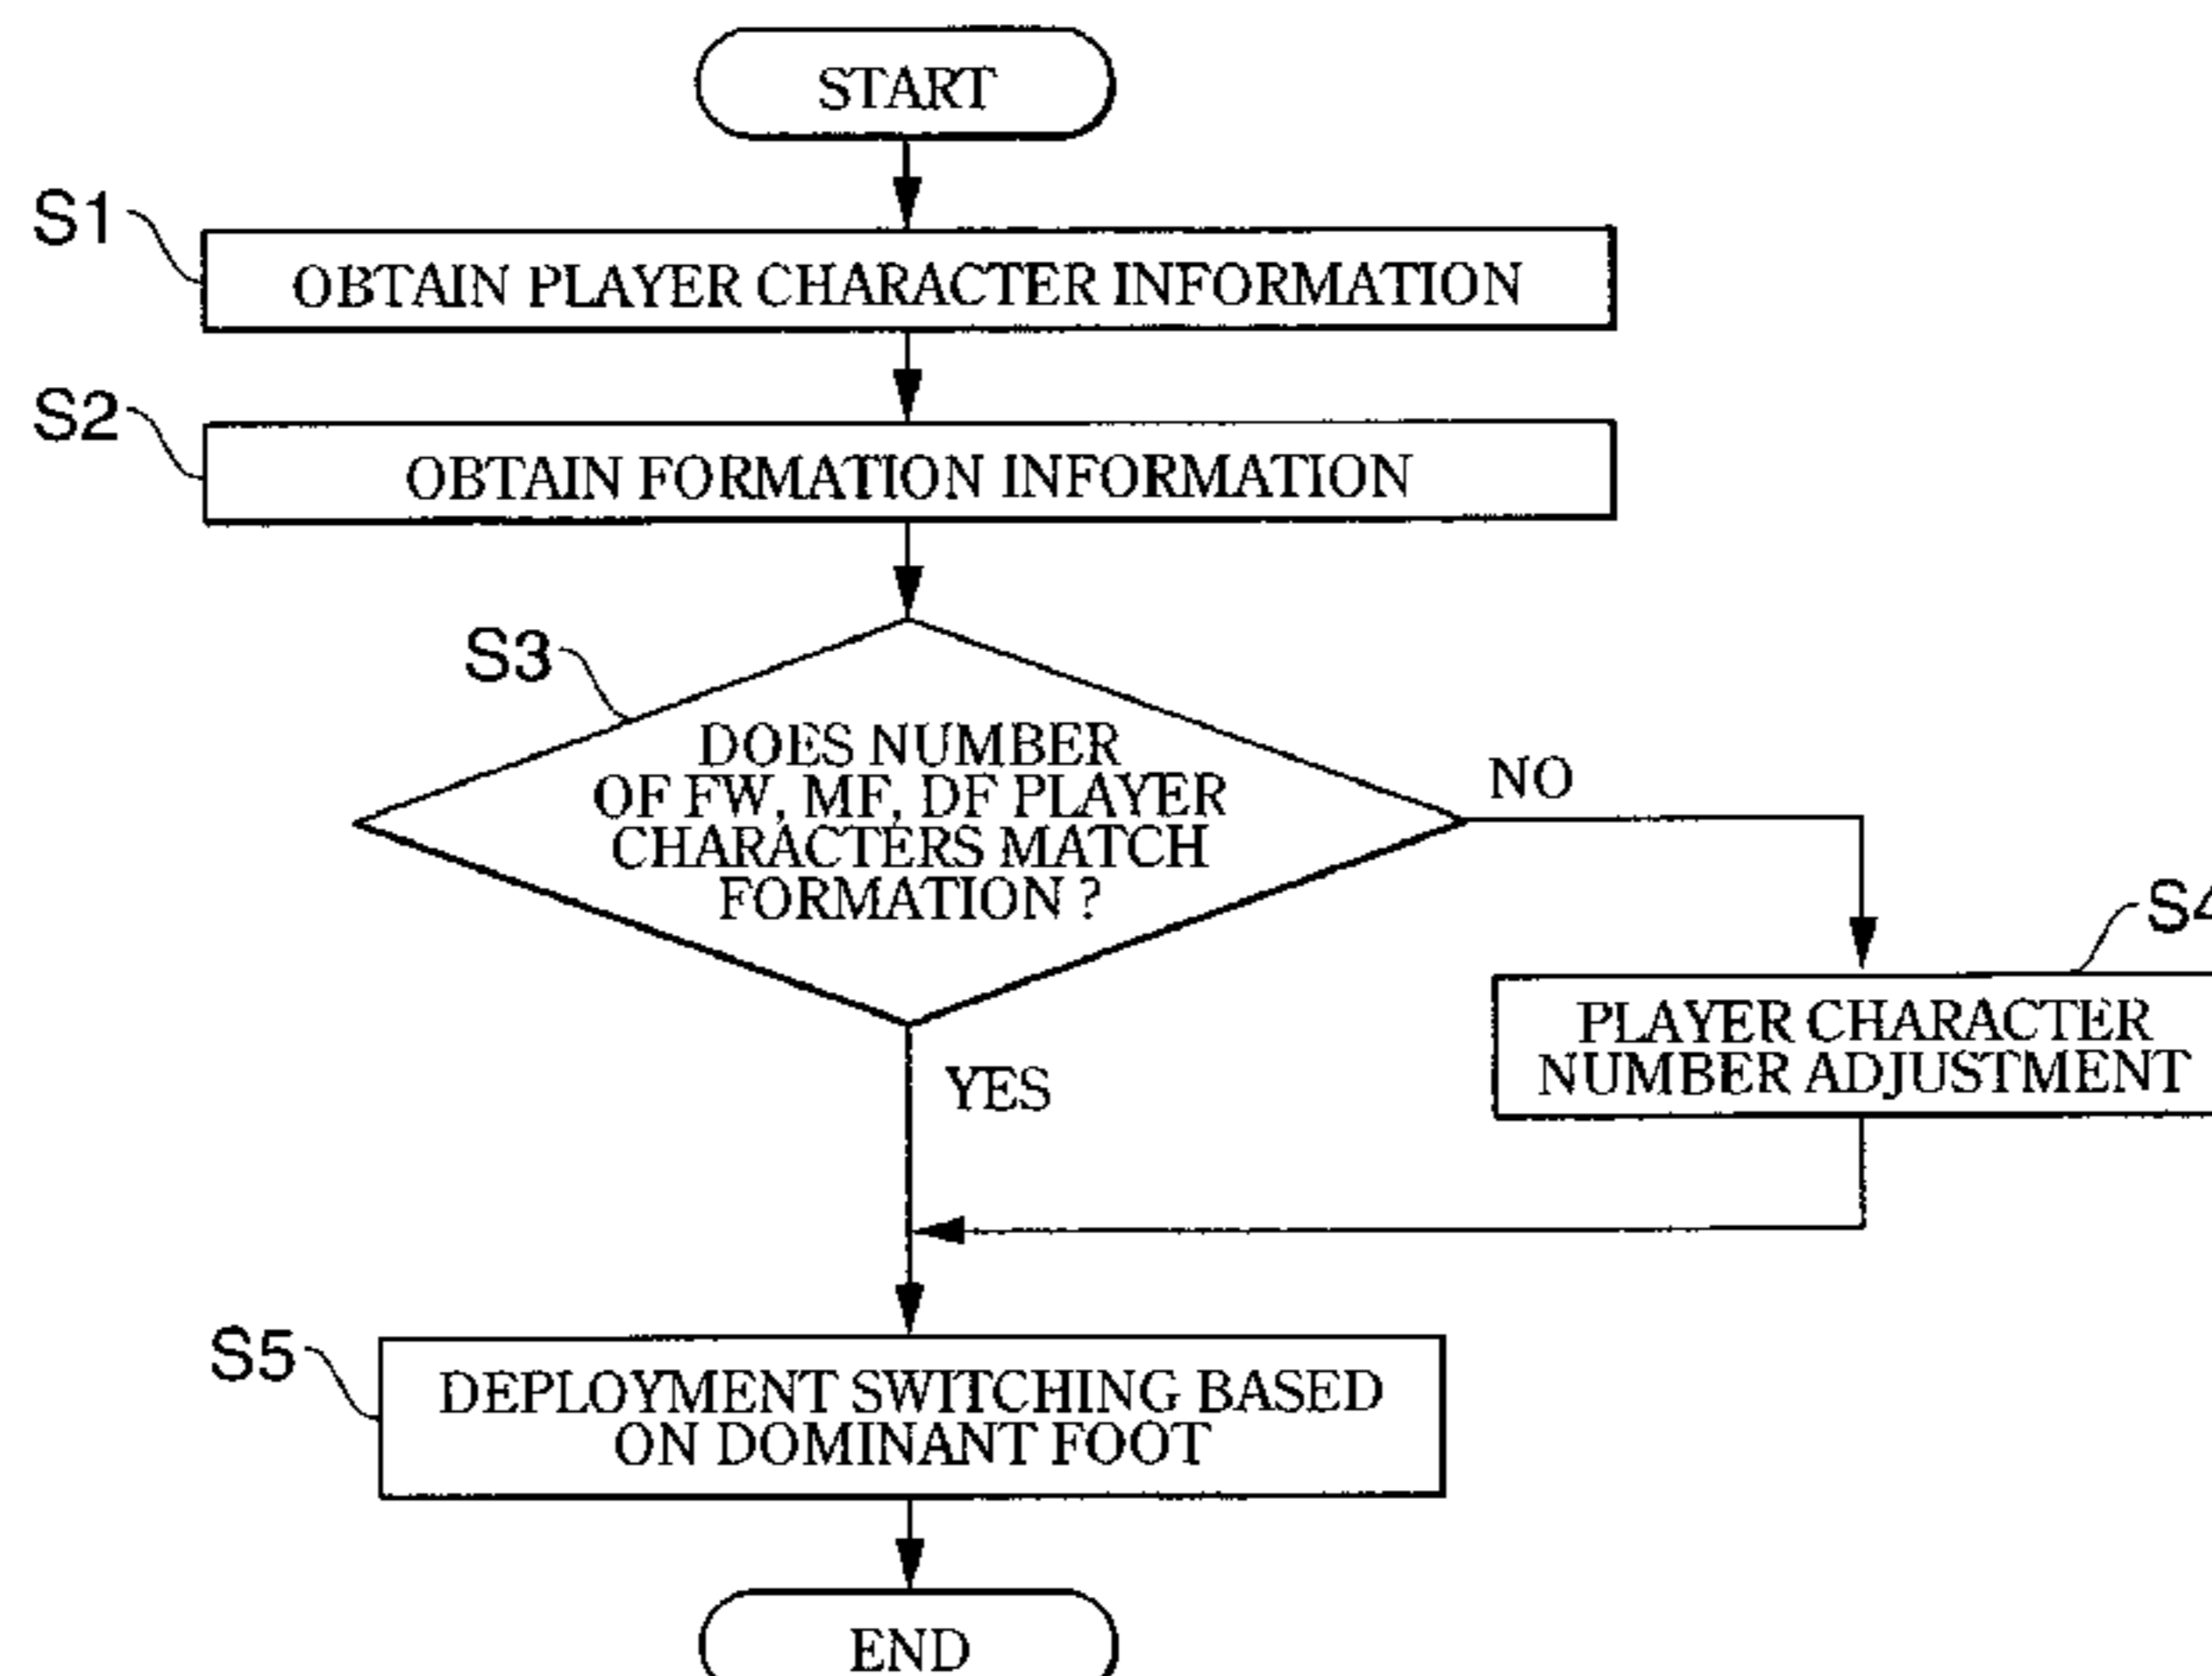 START
S1
OBTAIN PLAYER CHARACTER INFORMATION
S2
OBTAIN FORMATION INFORMATION
S3
DOES NUMBER
OF FW, MF, DF PLAYER
CHARACTERS MATCH
FORMATION ?
NO
S4
PLAYER CHARACTER
NUMBER ADJUSTMENT
YES
S5
DEPLOYMENT SWITCHING BASED
ON DOMINANT FOOT
END